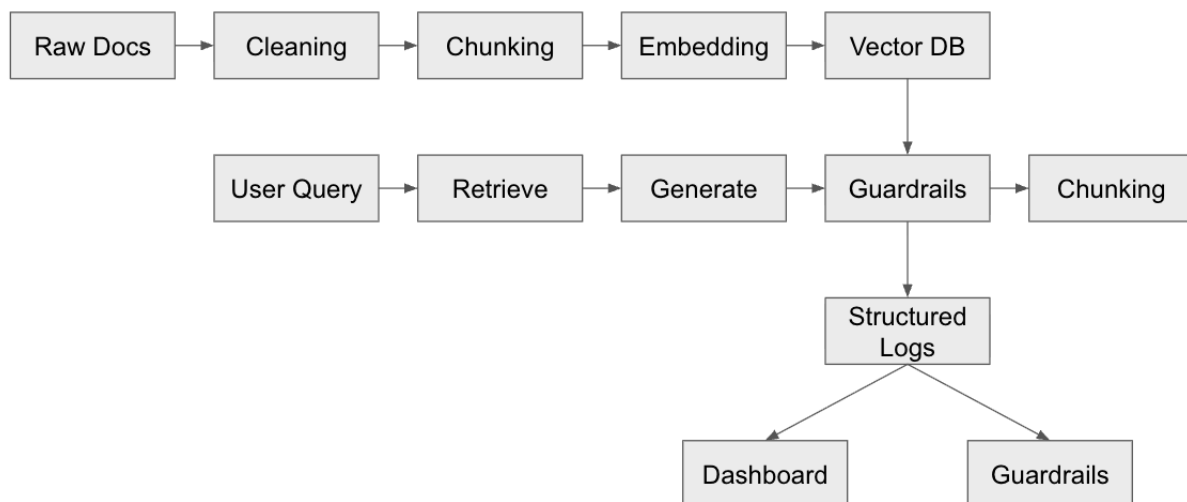 Raw Docs
Cleaning
Chunking
Embedding
Vector DB
User Query
Retrieve
Generate
Guardrails
Chunking
Structured
Logs
Dashboard
Guardrails